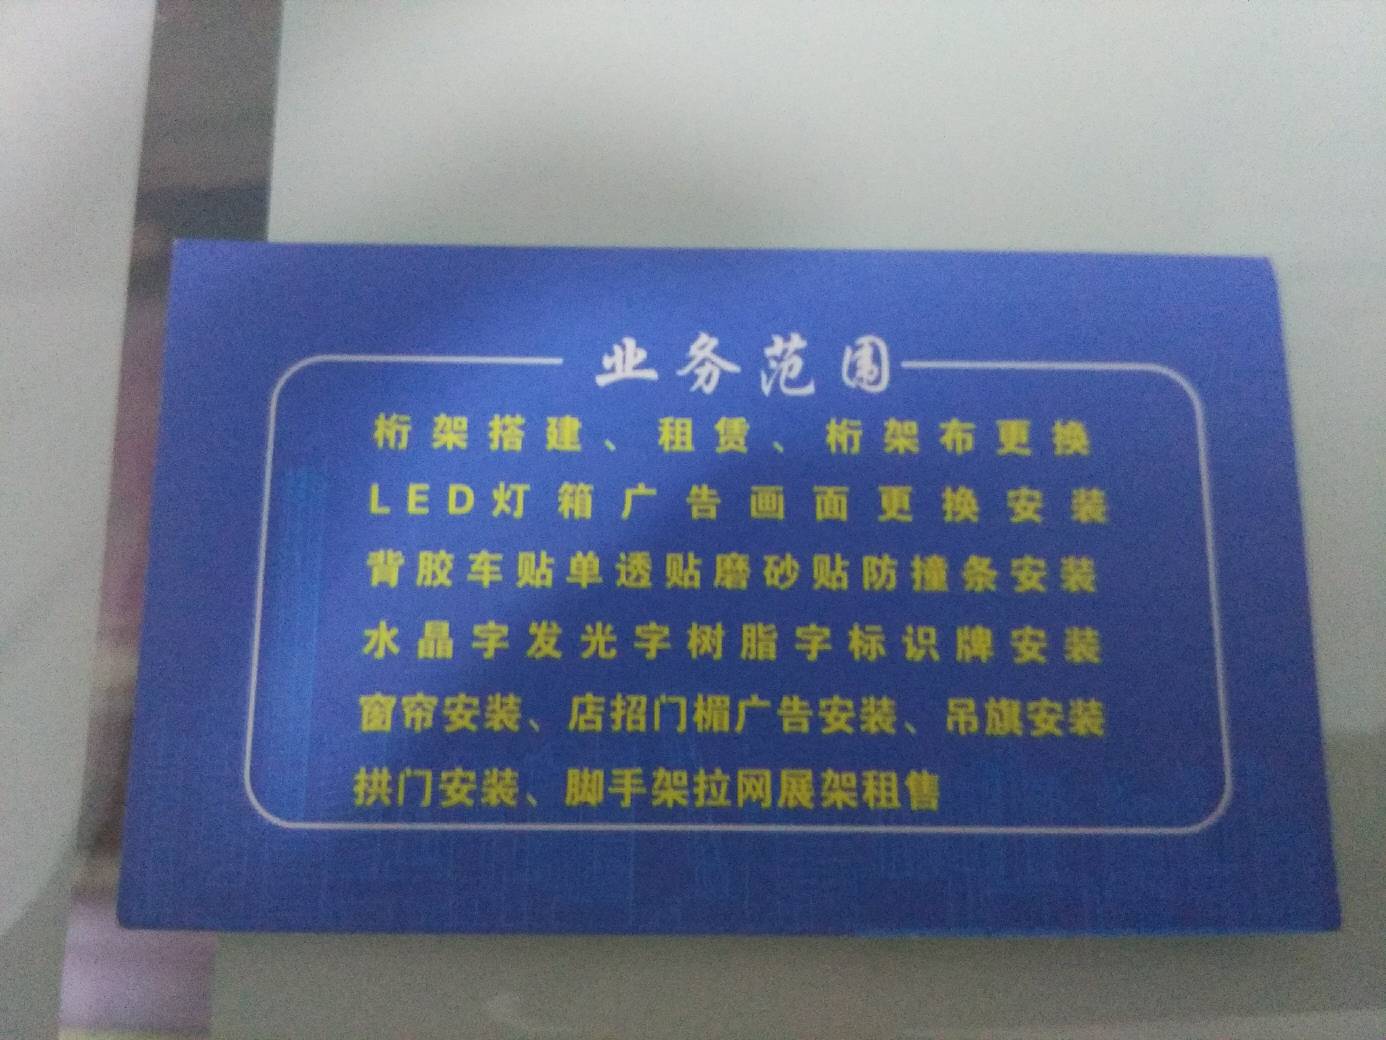 业务范围
桁架搭建、租赁、桁架布更换
LED灯箱广告画面更换安装
背胶车贴单透贴磨砂贴防撞条安装
水晶字发光字树脂字标识牌安装
窗帘安装、店招门楣广告安装、吊旗安装
拱门安装、脚手架拉网展架租售